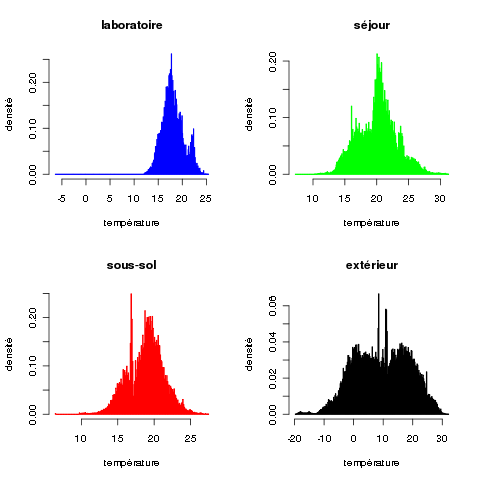 laboratoire
densité
0.00 0.10 0.20
-5 0 5 10 15 20 25
température
séjour
densité
0.00 0.10 0.20
10 15 20 25 30
température
sous-sol
densité
0.00 0.10 0.20
10 15 20 25
température
extérieur
densité
0.00 0.02 0.04 0.06
-20 -10 0 10 20 30
température